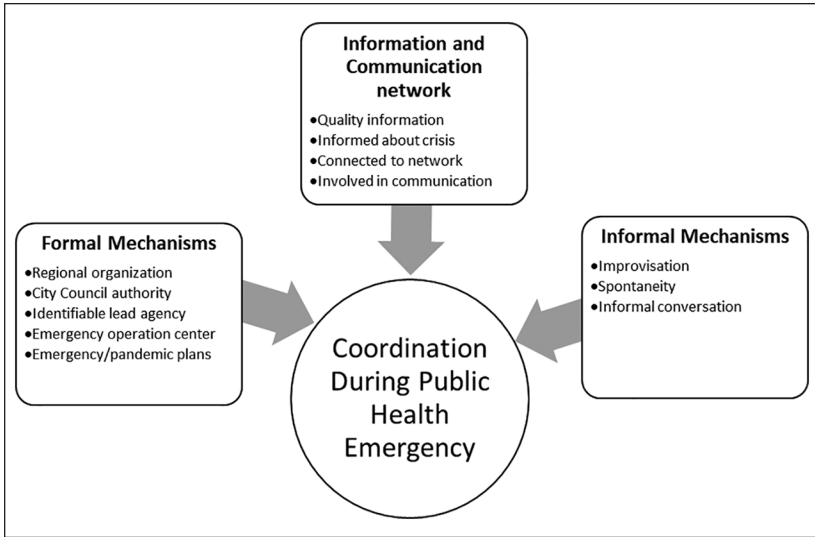 Information and
Communication
network
•Quality information
•Informed about crisis
•Connected to network
•Involved in communication
Formal Mechanisms
•Regional organization
•City Council authority
•Identifiable lead agency
•Emergency operation center
•Emergency/pandemic plans
Informal Mechanisms
•Improvisation
•Spontaneity
•Informal conversation
Coordination
During Public
Health
Emergency